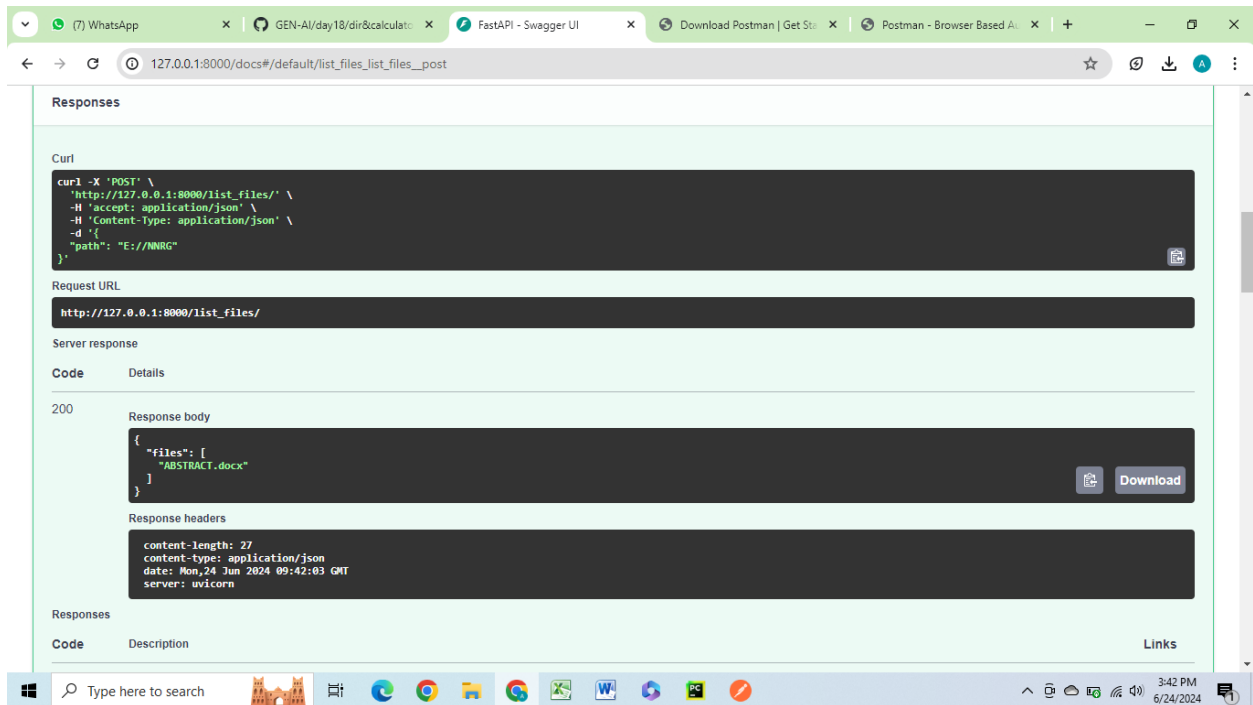 (7) WhatsApp
GEN-AI/day18/dir&calculato
FastAPI - Swagger UI
Download Postman | Get Sta
Postman - Browser Based A
127.0.0.1:8000/docs#/default/list_files_list_files__post
A
Responses
Curl
curl -X 'POST' \
'http://127.0.0.1:8000/list_files/' \
-H 'accept: application/json' \
-H 'Content-Type: application/json' \
-d '{
"path": "E://NNRG"
}'
Request URL
http://127.0.0.1:8000/list_files/
Server response
Code Details
200
Response body
{
"files": [
"ABSTRACT.docx"
]
}
Download
Response headers
content-length: 27
content-type: application/json
date: Mon,24 Jun 2024 09:42:03 GMT
server: uvicorn
Responses
Code Description Links
Type here to search
PC
3:42 PM
6/24/2024
1